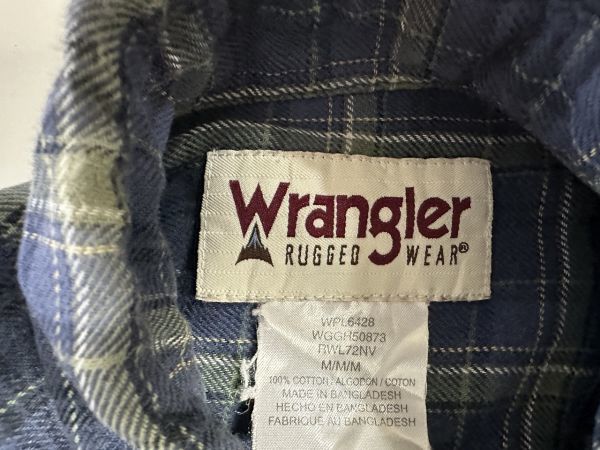 Wrangler
RUGGED WEAR®
WPL6428
WGGR50873
RWL72NV
M/M/M
100% COTTON / ALGODON / COTON
MADE IN BANGLADESH
HECHO EN BANGLADESH
FABRIQUE AU BANGLADESH